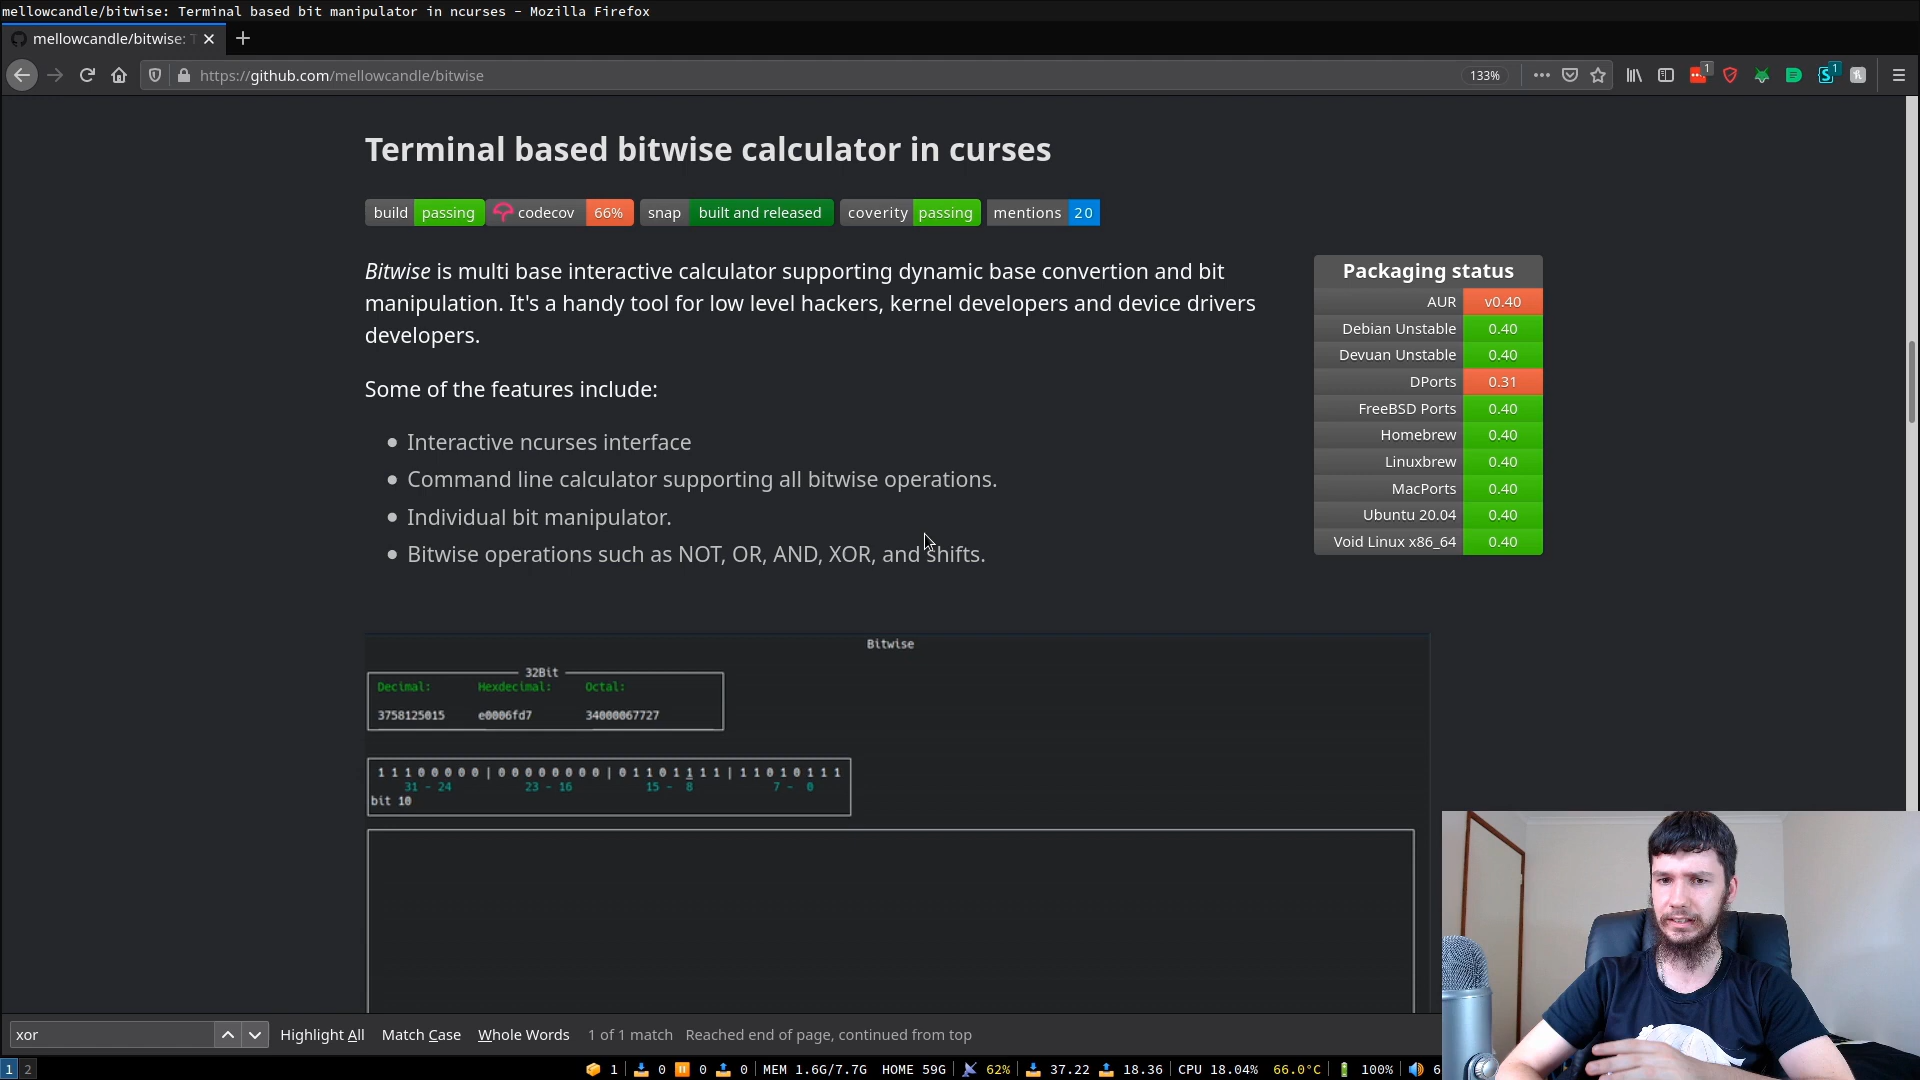 mellowcandle/bitwise: Terminal based bit manipulator in ncurses - Mozilla Firefox
mellowcandle/bitwise: T
https://github.com/mellowcandle/bitwise
133%
1
1
Terminal based bitwise calculator in curses
build passing codecov 66% snap built and released coverity passing mentions 20
Bitwise is multi base interactive calculator supporting dynamic base convertion and bit
manipulation. It's a handy tool for low level hackers, kernel developers and device drivers
developers.
Some of the features include:
Interactive ncurses interface
Command line calculator supporting all bitwise operations.
Individual bit manipulator.
Bitwise operations such as NOT, OR, AND, XOR, and shifts.
Packaging status
AUR v0.40
Debian Unstable 0.40
Devuan Unstable 0.40
DPorts 0.31
FreeBSD Ports 0.40
Homebrew 0.40
Linuxbrew 0.40
MacPorts 0.40
Ubuntu 20.04 0.40
Void Linux x86_64 0.40
Bitwise
32Bit
Decimal: Hexdecimal: Octal:
3758125015 e0006fd7 34000067727
1 1 1 0 0 0 0 0 | 0 0 0 0 0 0 0 0 | 0 1 1 0 1 1 1 1 | 1 1 0 1 0 1 1 1
31 - 24 23 - 16 15 - 8 7 - 0
bit 10
xor Highlight All Match Case Whole Words 1 of 1 match Reached end of page, continued from top
1 2 1 0 0 0 MEM 1.6G/7.7G HOME 59G 62% 37.22 18.36 CPU 18.04% 66.0°C 100% 6